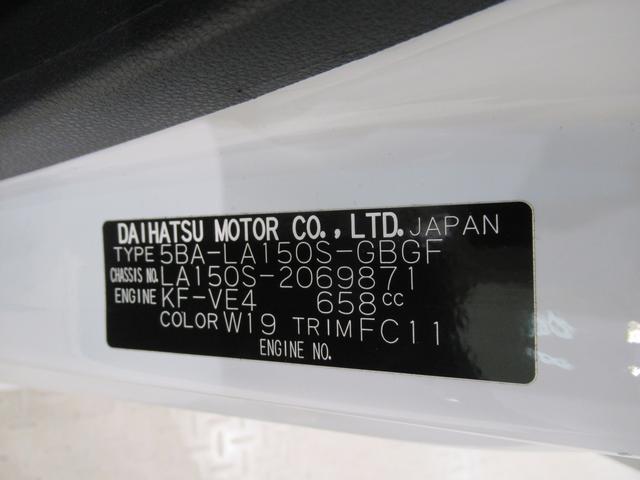 DAIHATSU MOTOR CO., LTD. JAPAN
TYPE 5BA-LA150S-GBGF
CHASSIS NO. LA150S-2069871
ENGINE KF-VE4 658cc
COLOR W19 TRIM FC11
ENGINE NO.